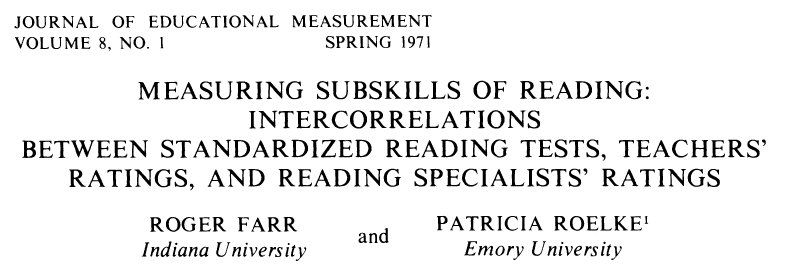 JOURNAL OF EDUCATIONAL MEASUREMENT
VOLUME 8, NO. 1 SPRING 1971
MEASURING SUBSKILLS OF READING:
INTERCORRELATIONS
BETWEEN STANDARDIZED READING TESTS, TEACHERS'
RATINGS, AND READING SPECIALISTS' RATINGS
ROGER FARR and PATRICIA ROELKE¹
Indiana University Emory University